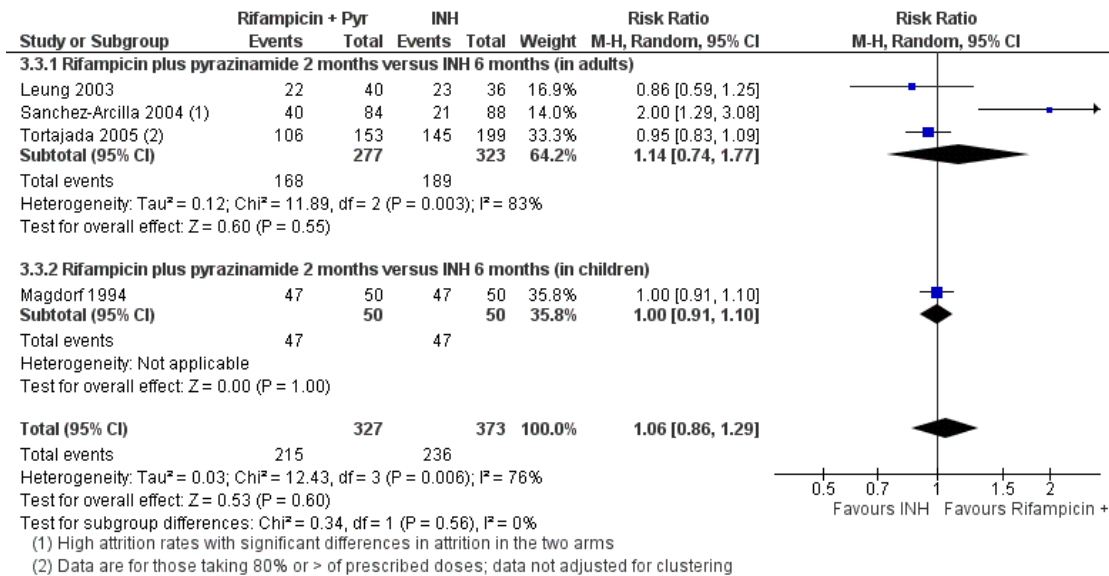 Rifampicin + Pyr INH Risk Ratio Risk Ratio
Study or Subgroup Events Total Events Total Weight M-H, Random, 95% CI M-H, Random, 95% CI
3.3.1 Rifampicin plus pyrazinamide 2 months versus INH 6 months (in adults)
Leung 2003 22 40 23 36 16.9% 0.86 [0.59, 1.25]
Sanchez-Arcilla 2004 (1) 40 84 21 88 14.0% 2.00 [1.29, 3.08]
Tortajada 2005 (2) 106 153 145 199 33.3% 0.95 [0.83, 1.09]
Subtotal (95% CI) 277 323 64.2% 1.14 [0.74, 1.77]
Total events 168 189
Heterogeneity: Tau² = 0.12; Chi² = 11.89, df = 2 (P = 0.003); I² = 83%
Test for overall effect: Z = 0.60 (P = 0.55)
3.3.2 Rifampicin plus pyrazinamide 2 months versus INH 6 months (in children)
Magdorf 1994 47 50 47 50 35.8% 1.00 [0.91, 1.10]
Subtotal (95% CI) 50 50 35.8% 1.00 [0.91, 1.10]
Total events 47 47
Heterogeneity: Not applicable
Test for overall effect: Z = 0.00 (P = 1.00)
Total (95% CI) 327 373 100.0% 1.06 [0.86, 1.29]
Total events 215 236
Heterogeneity: Tau² = 0.03; Chi² = 12.43, df = 3 (P = 0.006); I² = 76%
Test for overall effect: Z = 0.53 (P = 0.60)
Test for subgroup differences: Chi² = 0.34, df = 1 (P = 0.56), I² = 0%
0.5 0.7 1 1.5 2
Favours INH Favours Rifampicin +
(1) High attrition rates with significant differences in attrition in the two arms
(2) Data are for those taking 80% or > of prescribed doses; data not adjusted for clustering